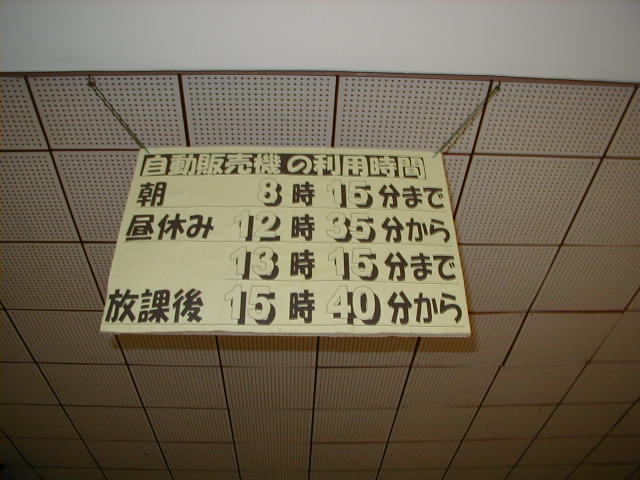 自動販売機の利用時間
朝 8時15分まで
昼休み 12時35分から
13時15分まで
放課後 15時40分から